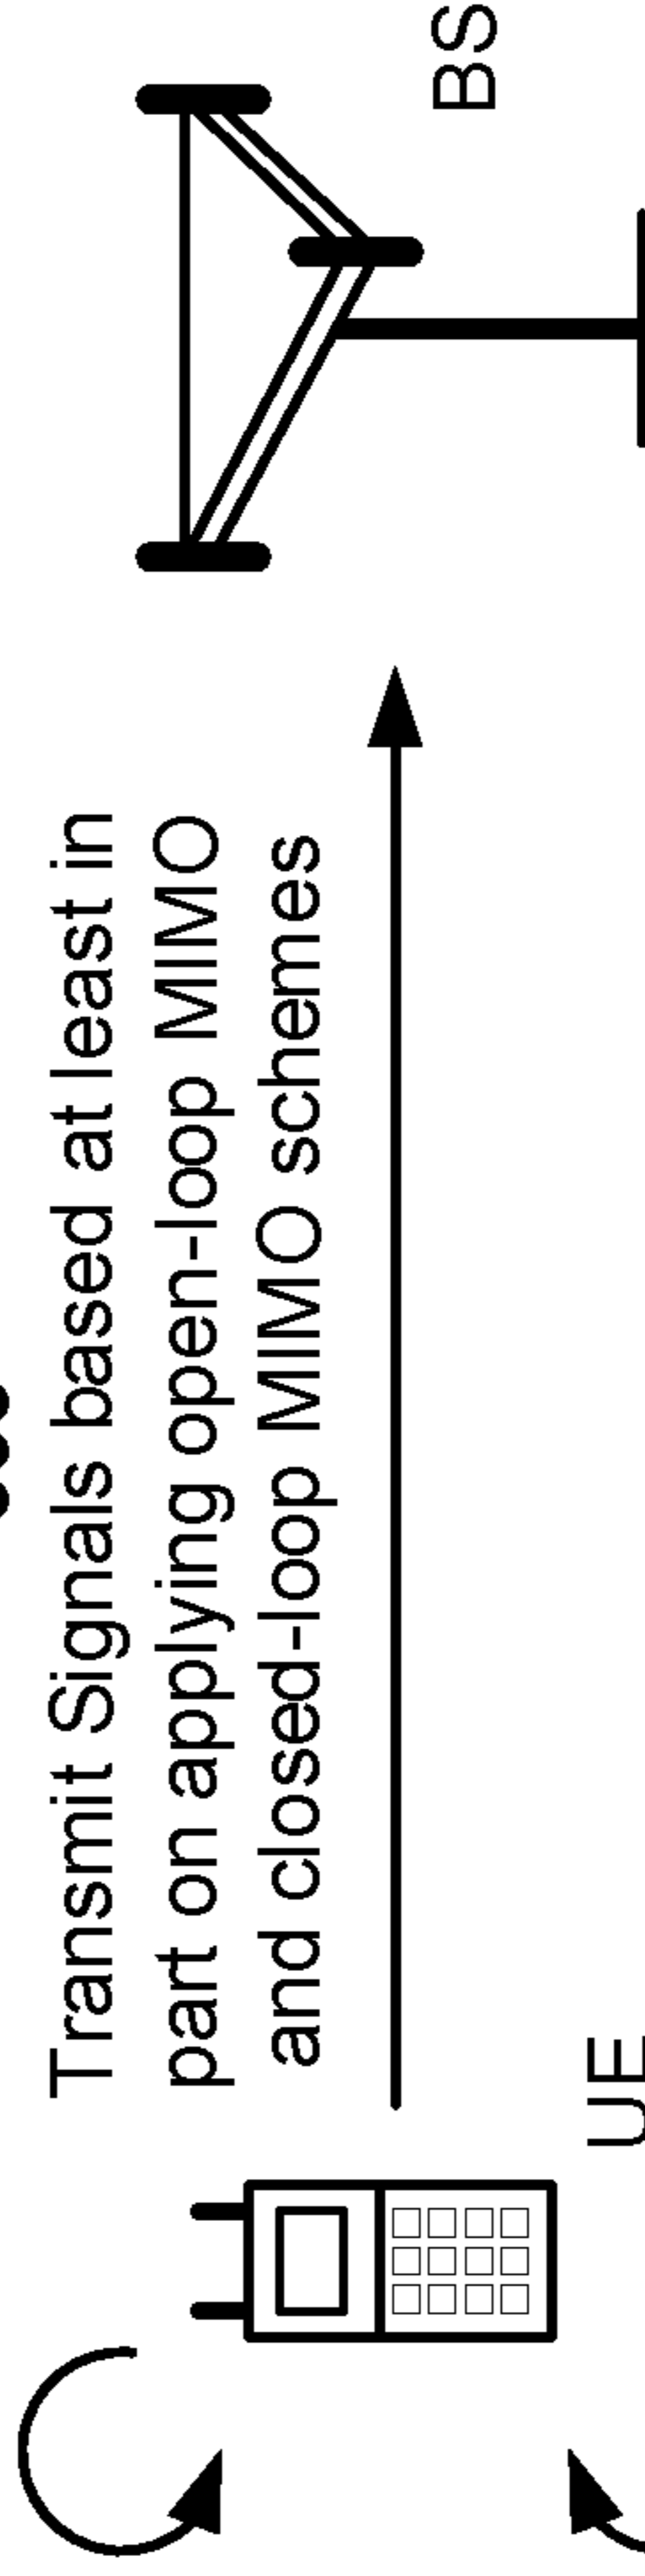 Transmit Signals based at least in
part on applying open-loop MIMO
and closed-loop MIMO schemes
UE
BS